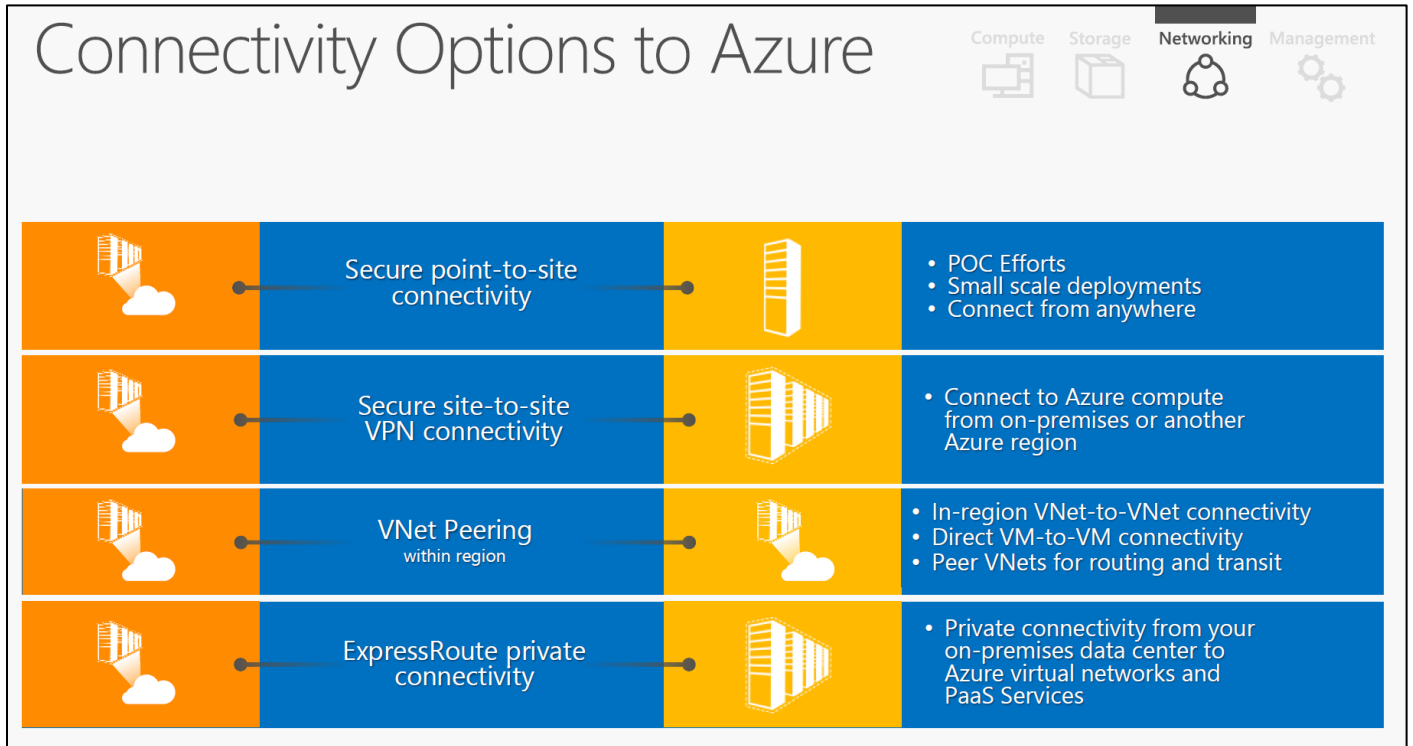 Connectivity Options to Azure
Compute Storage Networking Management
Secure point-to-site
connectivity
• POC Efforts
• Small scale deployments
• Connect from anywhere
Secure site-to-site
VPN connectivity
• Connect to Azure compute
from on-premises or another
Azure region
VNet Peering
within region
• In-region VNet-to-VNet connectivity
• Direct VM-to-VM connectivity
• Peer VNets for routing and transit
ExpressRoute private
connectivity
• Private connectivity from your
on-premises data center to
Azure virtual networks and
PaaS Services